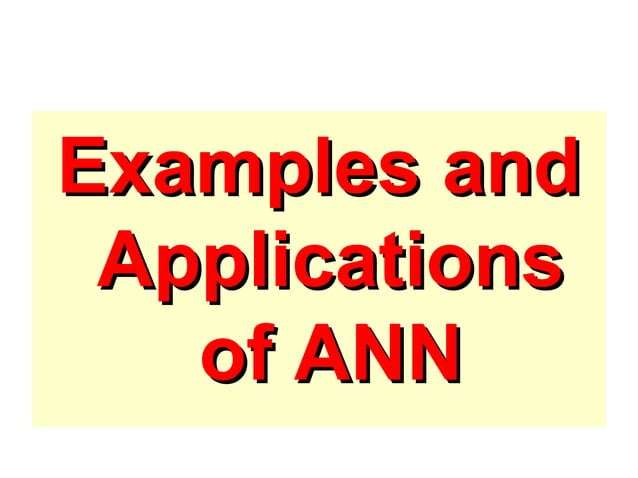 Examples and
Applications
of ANN